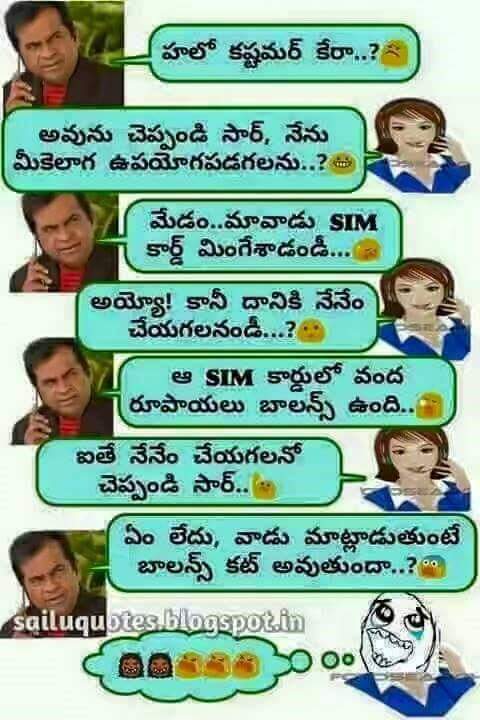 హలో కష్టమర్ కేరా..?
అవును చెప్పండి సార్, నేను
మీకెలాగ ఉపయోగపడగలను..?
మేడం..మావాడు SIM
కార్డ్ మింగేశాడండీ...
అయ్యో! కానీ దానికి నేనేం
చేయగలనండీ...?
ఆ SIM కార్డులో వంద
రూపాయలు బాలన్స్ ఉంది..
ఐతే నేనేం చేయగలనో
చెప్పండి సార్..
ఏం లేదు, వాడు మాట్లాడుతుంటే
బాలన్స్ కట్ అవుతుందా..?
sailuquotes.blogspot.in